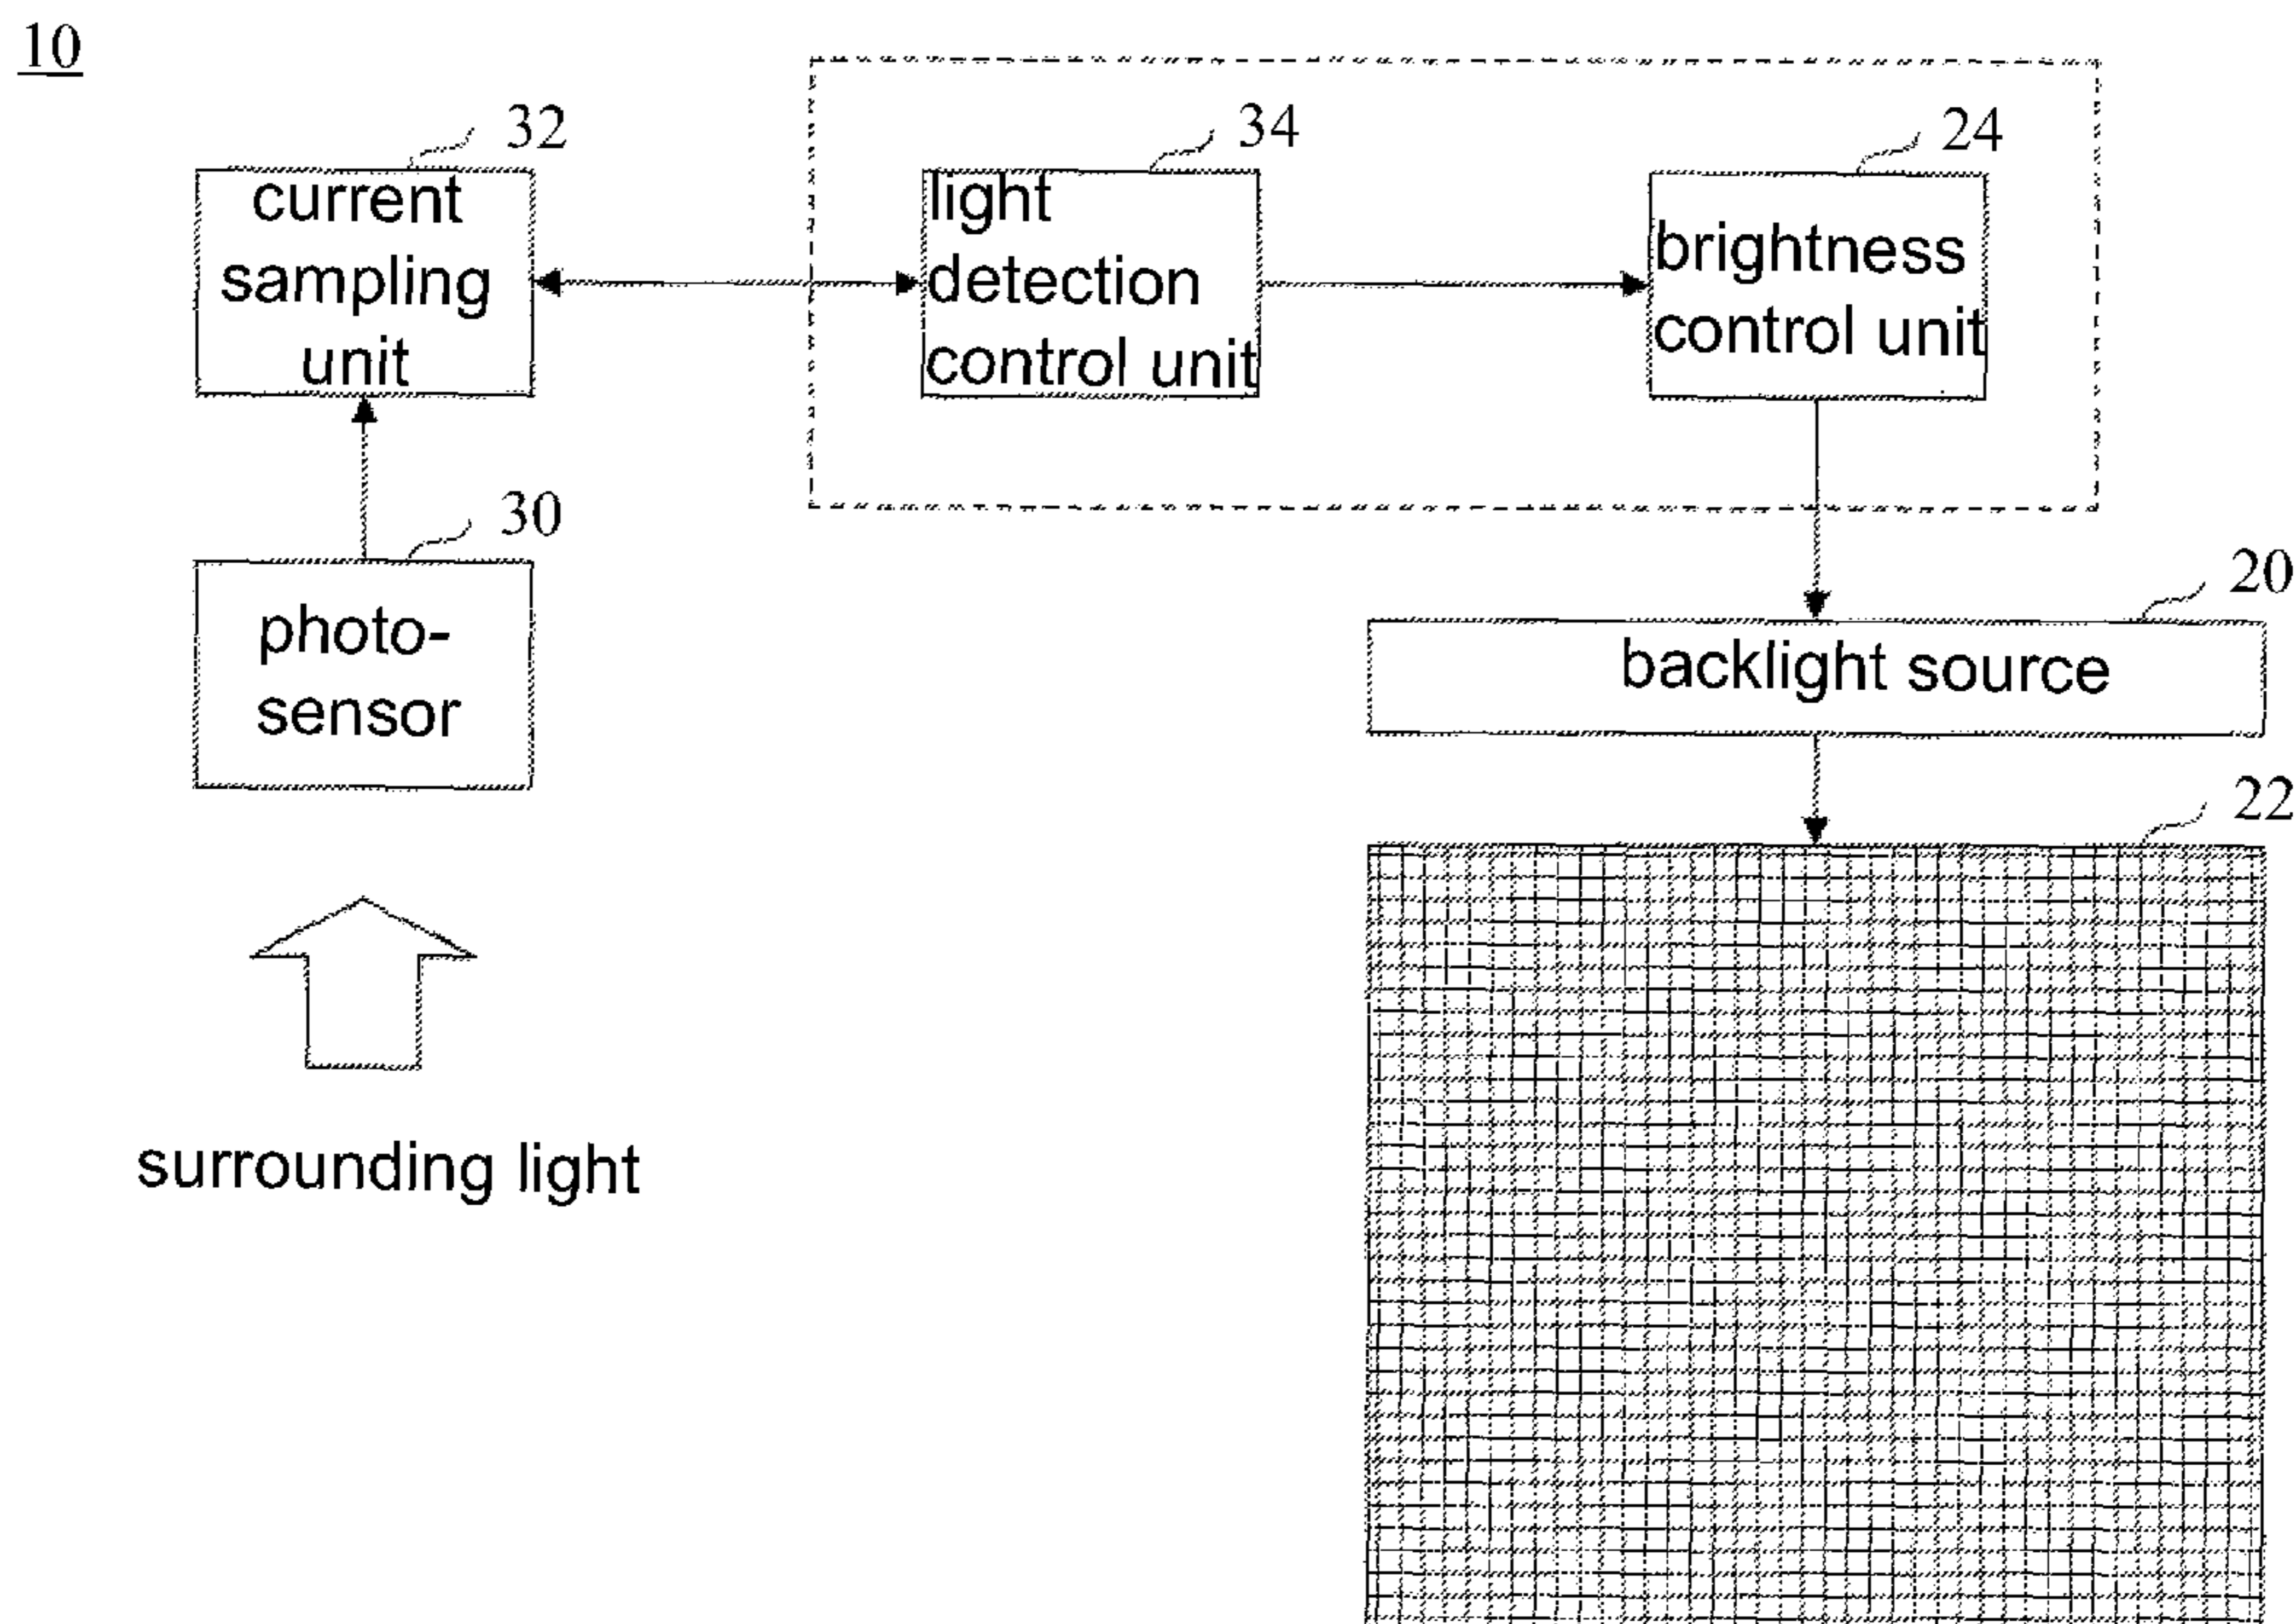 10
32
current
sampling
unit
34
light
detection
control unit
24
brightness
control unit
30
photo-
sensor
20
backlight source
22
surrounding light